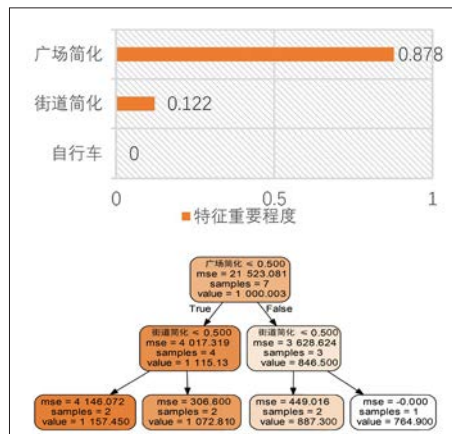 广场简化
0.878
街道简化
0.122
自行车
0
0
0.5
1
特征重要程度
广场简化 ≤ 0.500
mse = 21 523.081
samples = 7
value = 1 000.003
True
False
街道简化 ≤ 0.500
mse = 4 017.319
samples = 4
value = 1 115.13
街道简化 ≤ 0.500
mse = 3 628.624
samples = 3
value = 846.500
mse = 4 146.072
samples = 2
value = 1 157.450
mse = 306.600
samples = 2
value = 1 072.810
mse = 449.016
samples = 2
value = 887.300
mse = -0.000
samples = 1
value = 764.900